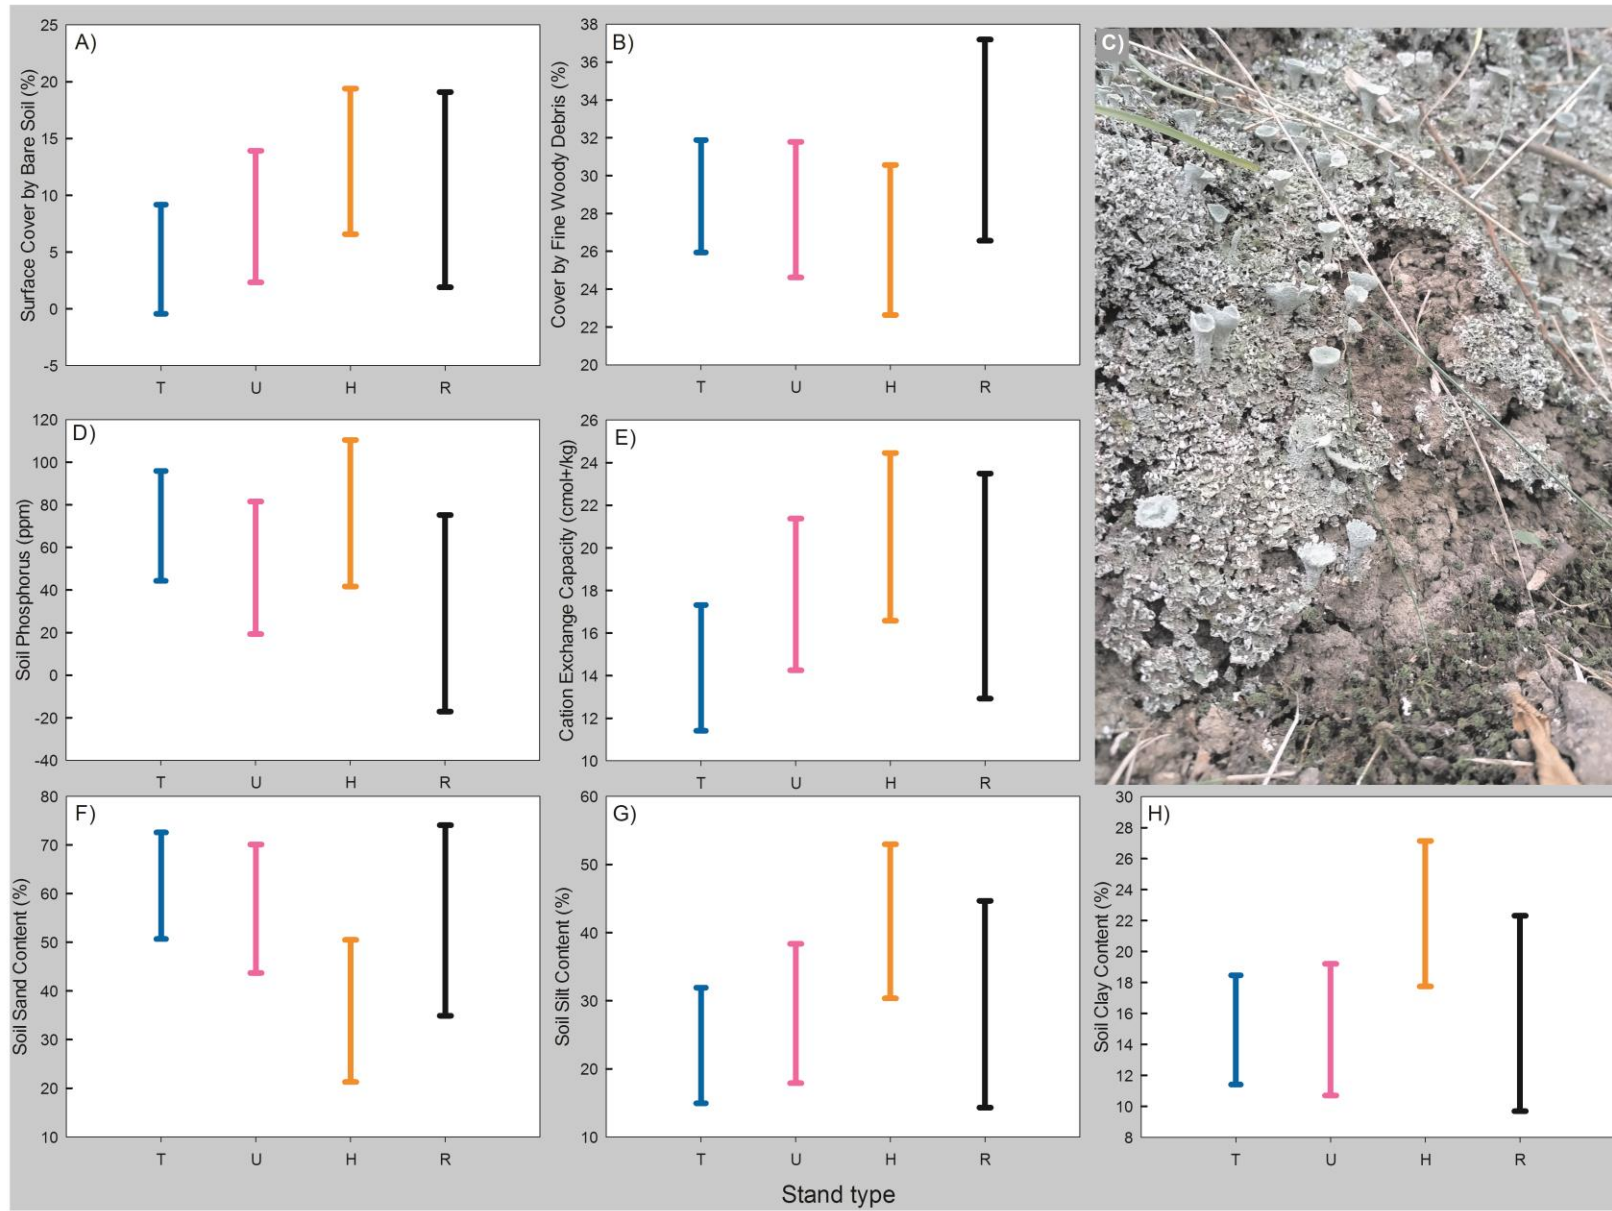 A)
Surface Cover by Bare Soil (%)
25
20
15
10
5
0
-5
T U H R
B)
Cover by Fine Woody Debris (%)
38
36
34
32
30
28
26
24
22
20
T U H R
C)
D)
Soil Phosphorus (ppm)
120
100
80
60
40
20
0
-20
-40
T U H R
E)
Cation Exchange Capacity (cmol+/kg)
26
24
22
20
18
16
14
12
10
T U H R
F)
Soil Sand Content (%)
80
70
60
50
40
30
20
10
T U H R
G)
Soil Silt Content (%)
60
50
40
30
20
10
T U H R
H)
Soil Clay Content (%)
30
28
26
24
22
20
18
16
14
12
10
8
T U H R
Stand type